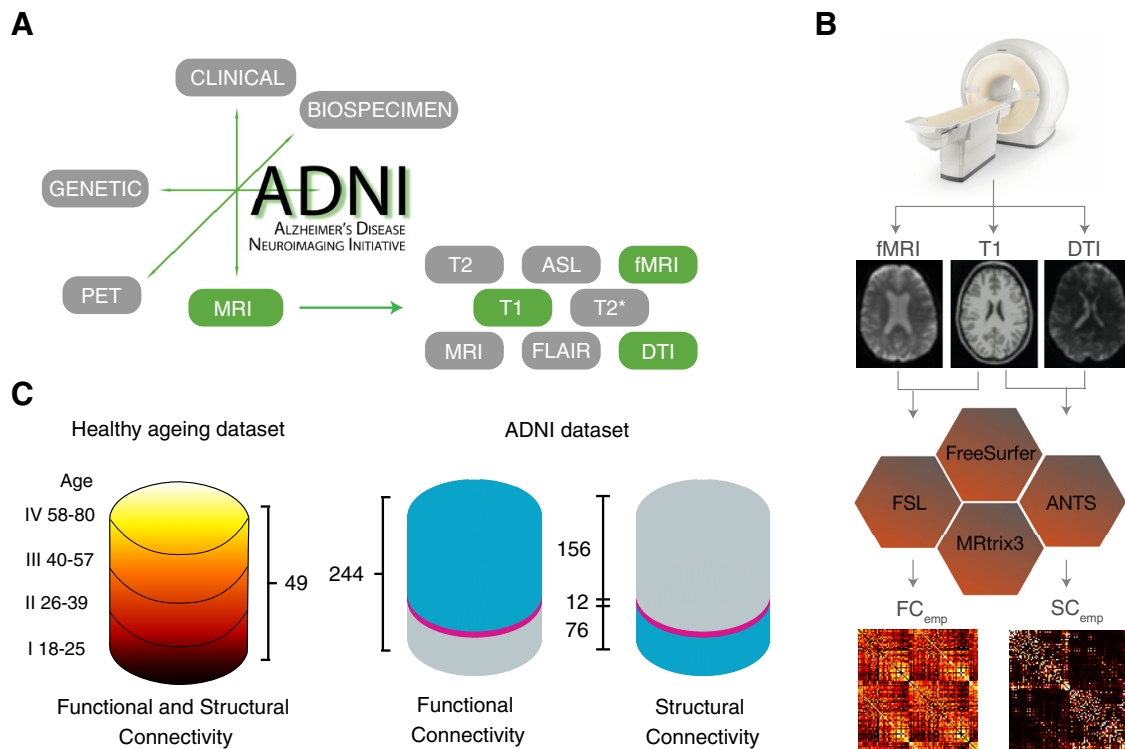 A
CLINICAL
BIOSPECIMEN
GENETIC
ADNI
ALZHEIMER'S DISEASE
NEUROIMAGING INITIATIVE
PET
MRI
T2
ASL
fMRI
T1
T2*
MRI
FLAIR
DTI
B
fMRI
T1
DTI
FreeSurfer
FSL
ANTS
MRtrix3
FCemp
SCemp
C
Healthy ageing dataset
Age
IV 58-80
III 40-57
II 26-39
I 18-25
49
Functional and Structural
Connectivity
ADNI dataset
244
156
12
76
Functional
Connectivity
Structural
Connectivity